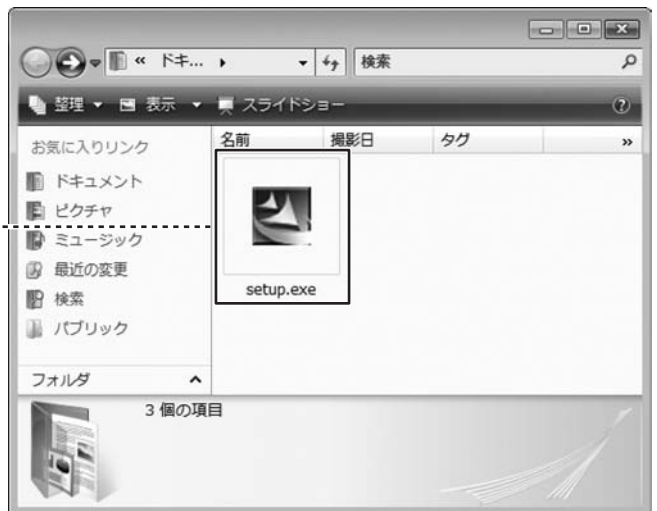 « ドキ...
検索
整理 表示 スライドショー ?
お気に入りリンク
名前 撮影日 タグ »
ドキュメント
ピクチャ
ミュージック
最近の変更
検索
パブリック
setup.exe
フォルダ
3 個の項目